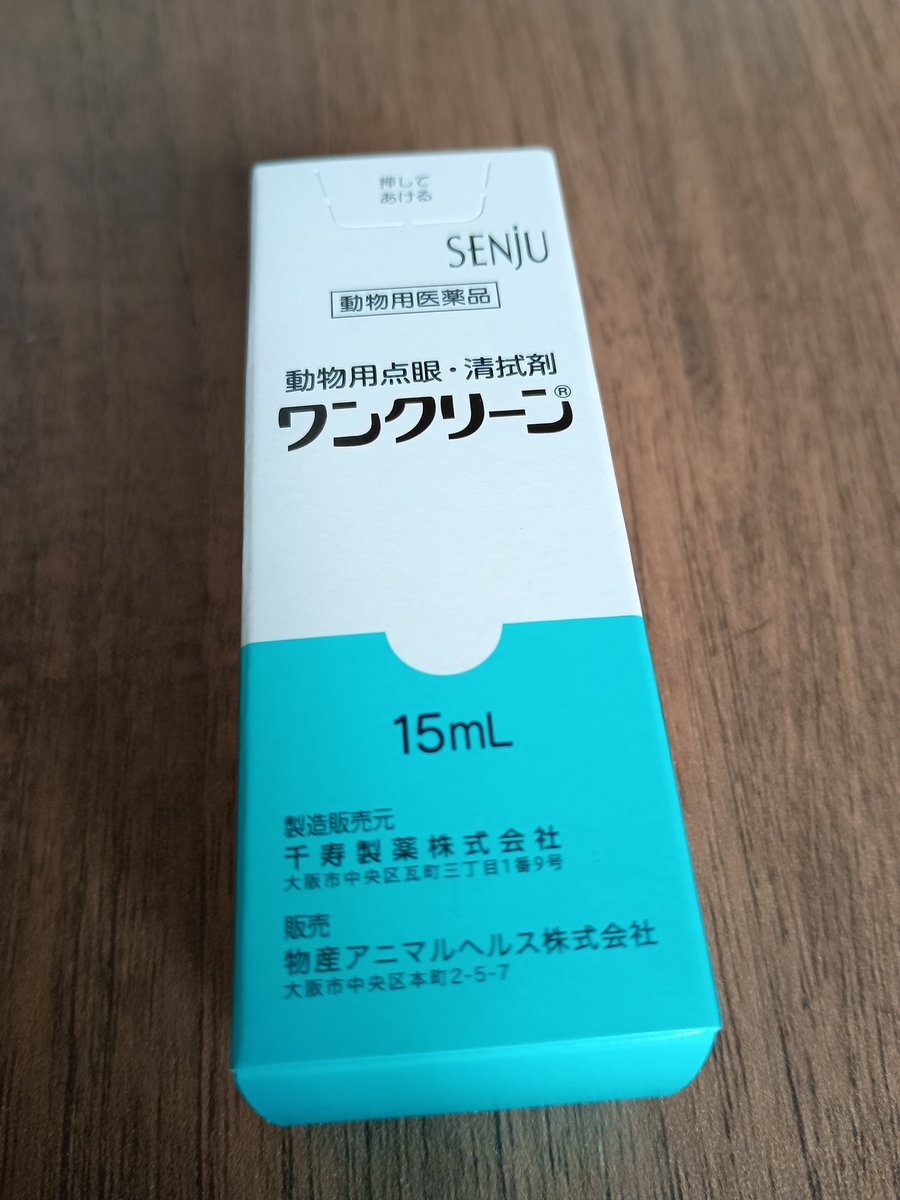 押して
あける
SENJU
動物用医薬品
動物用点眼・清拭剤
ワンクリーン®
15mL
製造販売元
千寿製薬株式会社
大阪市中央区瓦町三丁目1番9号
販売
物産アニマルヘルス株式会社
大阪市中央区本町2-5-7